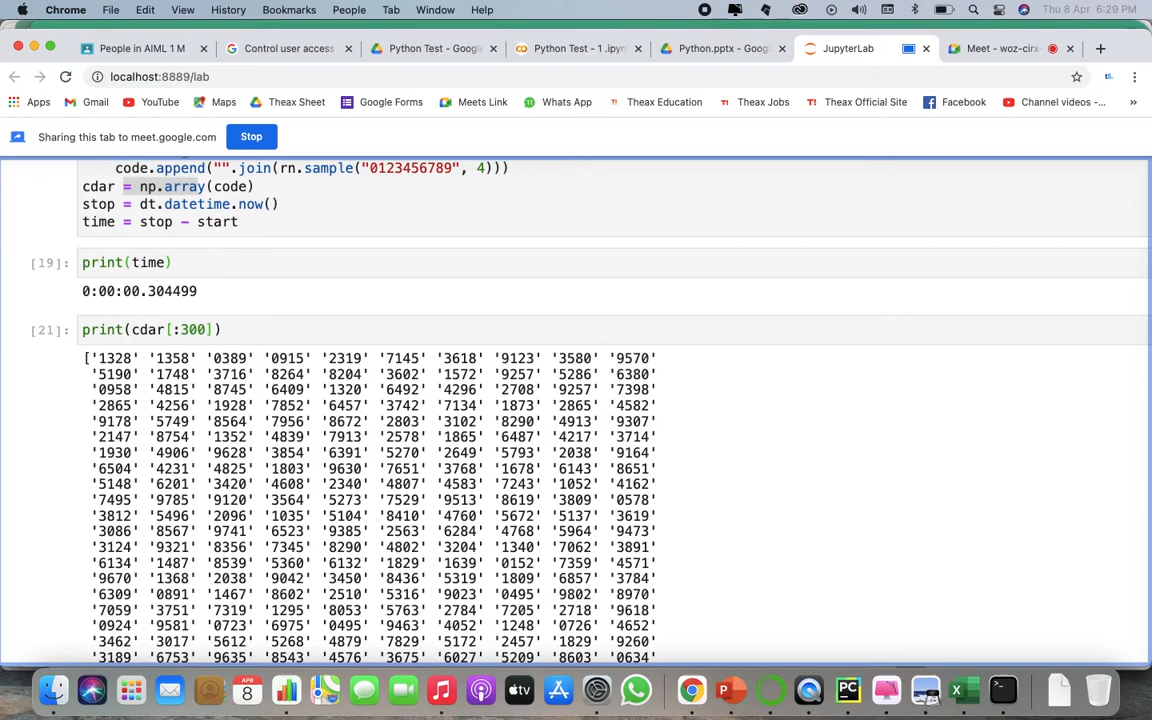 Chrome File Edit View History Bookmarks People Tab Window Help Thu 8 Apr 6:29 PM
People in AIML 1 M Control user access Python Test - Google Python Test - 1 .ipyn Python.pptx - Goog JupyterLab Meet - woz-cirx
localhost:8889/lab
Apps Gmail YouTube Maps Theax Sheet Google Forms Meets Link Whats App Theax Education Theax Jobs Theax Official Site Facebook Channel videos -...
Sharing this tab to meet.google.com Stop
code.append("".join(rn.sample("0123456789", 4)))
cdar = np.array(code)
stop = dt.datetime.now()
time = stop - start
[19]: print(time)
0:00:00.304499
[21]: print(cdar[:300])
['1328' '1358' '0389' '0915' '2319' '7145' '3618' '9123' '3580' '9570'
'5190' '1748' '3716' '8264' '8204' '3602' '1572' '9257' '5286' '6380'
'0958' '4815' '8745' '6409' '1320' '6492' '4296' '2708' '9257' '7398'
'2865' '4256' '1928' '7852' '6457' '3742' '7134' '1873' '2865' '4582'
'9178' '5749' '8564' '7956' '8672' '2803' '3102' '8290' '4913' '9307'
'2147' '8754' '1352' '4839' '7913' '2578' '1865' '6487' '4217' '3714'
'1930' '4906' '9628' '3854' '6391' '5270' '2649' '5793' '2038' '9164'
'6504' '4231' '4825' '1803' '9630' '7651' '3768' '1678' '6143' '8651'
'5148' '6201' '3420' '4608' '2340' '4807' '4583' '7243' '1052' '4162'
'7495' '9785' '9120' '3564' '5273' '7529' '9513' '8619' '3809' '0578'
'3812' '5496' '2096' '1035' '5104' '8410' '4760' '5672' '5137' '3619'
'3086' '8567' '9741' '6523' '9385' '2563' '6284' '4768' '5964' '9473'
'3124' '9321' '8356' '7345' '8290' '4802' '3204' '1340' '7062' '3891'
'6134' '1487' '8539' '5360' '6132' '1829' '1639' '0152' '7359' '4571'
'9670' '1368' '2038' '9042' '3450' '8436' '5319' '1809' '6857' '3784'
'6309' '0891' '1467' '8602' '2510' '5316' '9023' '0495' '9802' '8970'
'7059' '3751' '7319' '1295' '8053' '5763' '2784' '7205' '2718' '9618'
'0924' '9581' '0723' '6975' '0495' '9463' '4052' '1248' '0726' '4652'
'3462' '3017' '5612' '5268' '4879' '7829' '5172' '2457' '1829' '9260'
'3189' '6753' '9635' '8543' '4576' '3675' '6027' '5209' '8603' '0634'